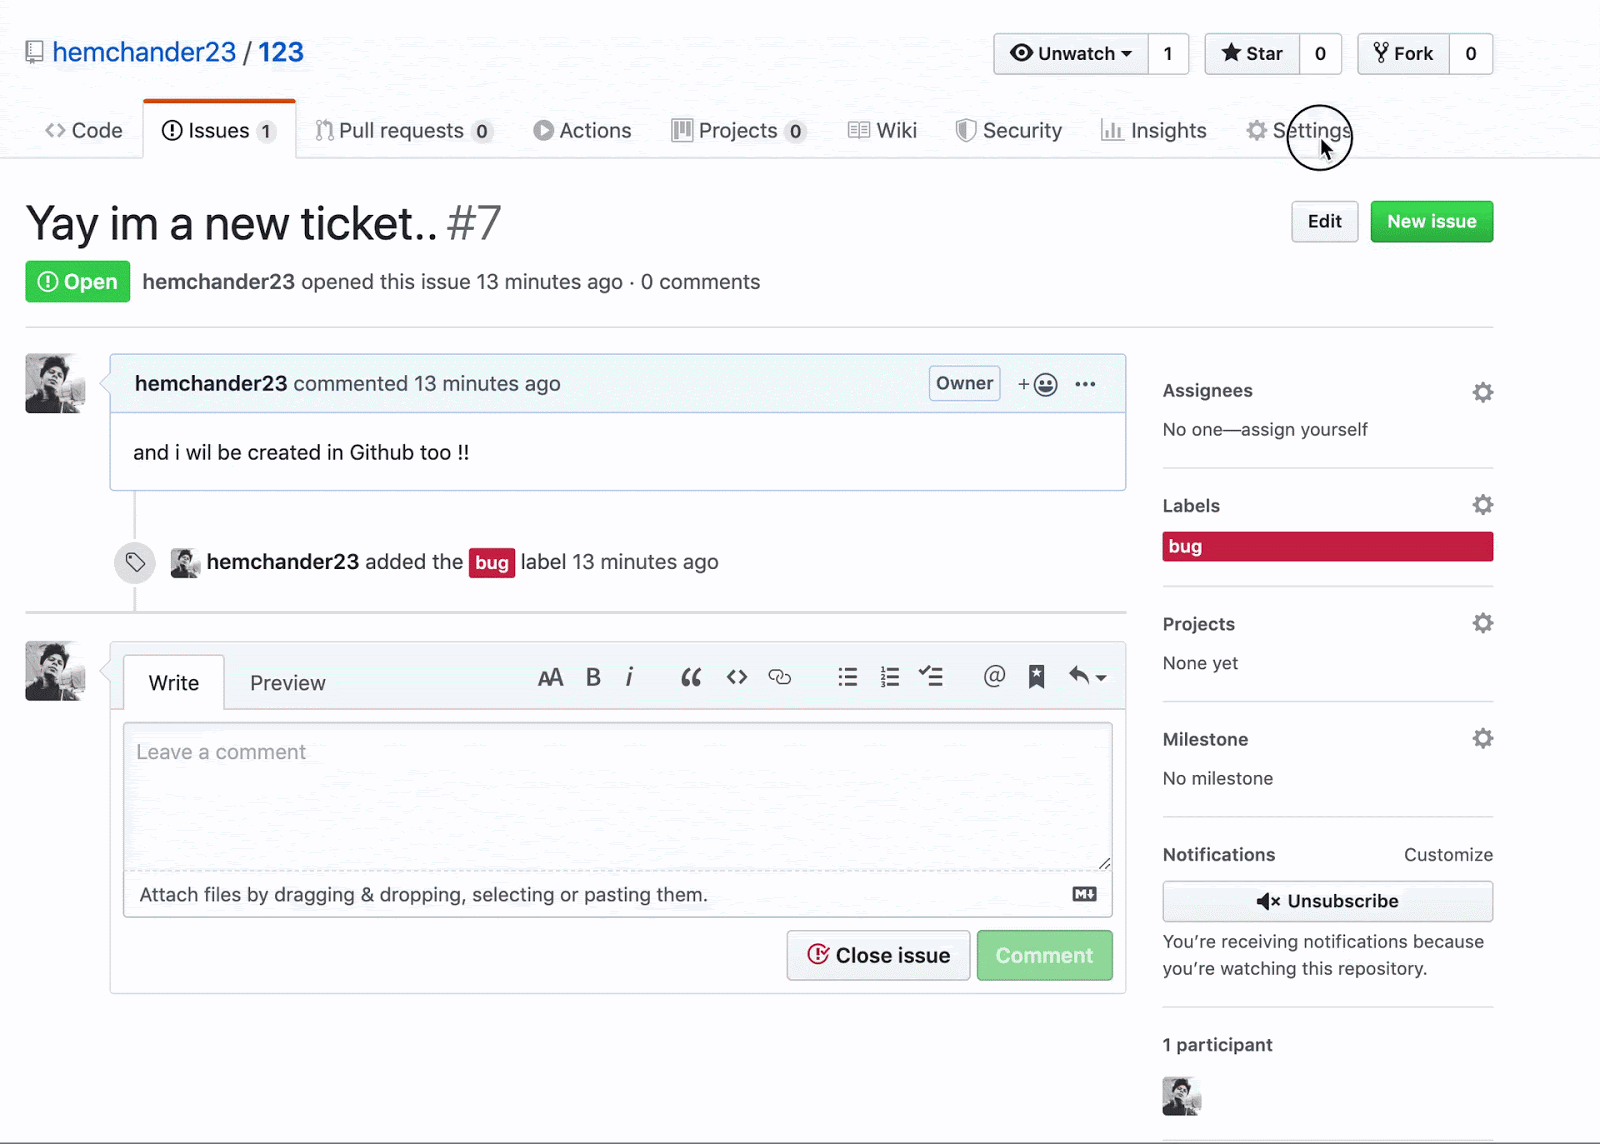 hemchander23 / 123
Unwatch 1 Star 0 Fork 0
Code Issues 1 Pull requests 0 Actions Projects 0 Wiki Security Insights Settings
Yay im a new ticket.. #7
Edit New issue
Open hemchander23 opened this issue 13 minutes ago · 0 comments
hemchander23 commented 13 minutes ago Owner
and i wil be created in Github too !!
hemchander23 added the bug label 13 minutes ago
Write Preview
Leave a comment
Attach files by dragging & dropping, selecting or pasting them.
Close issue Comment
Assignees
No one—assign yourself
Labels
bug
Projects
None yet
Milestone
No milestone
Notifications Customize
Unsubscribe
You’re receiving notifications because
you’re watching this repository.
1 participant